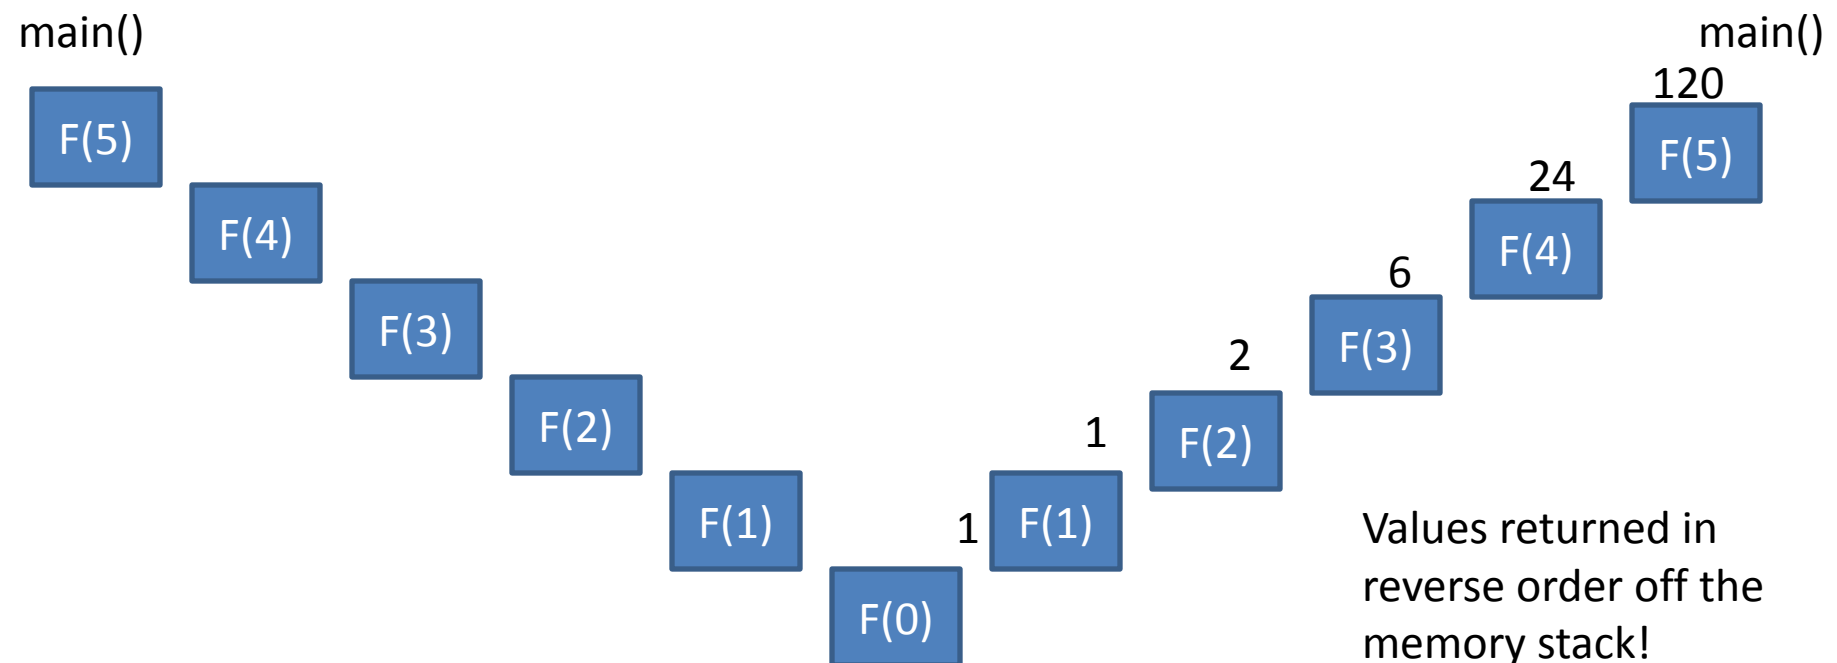 main()
main()
120
F(5)
F(5)
24
F(4)
F(4)
6
F(3)
F(3)
2
F(2)
F(2)
1
F(1)
1
F(1)
F(0)
Values returned in
reverse order off the
memory stack!